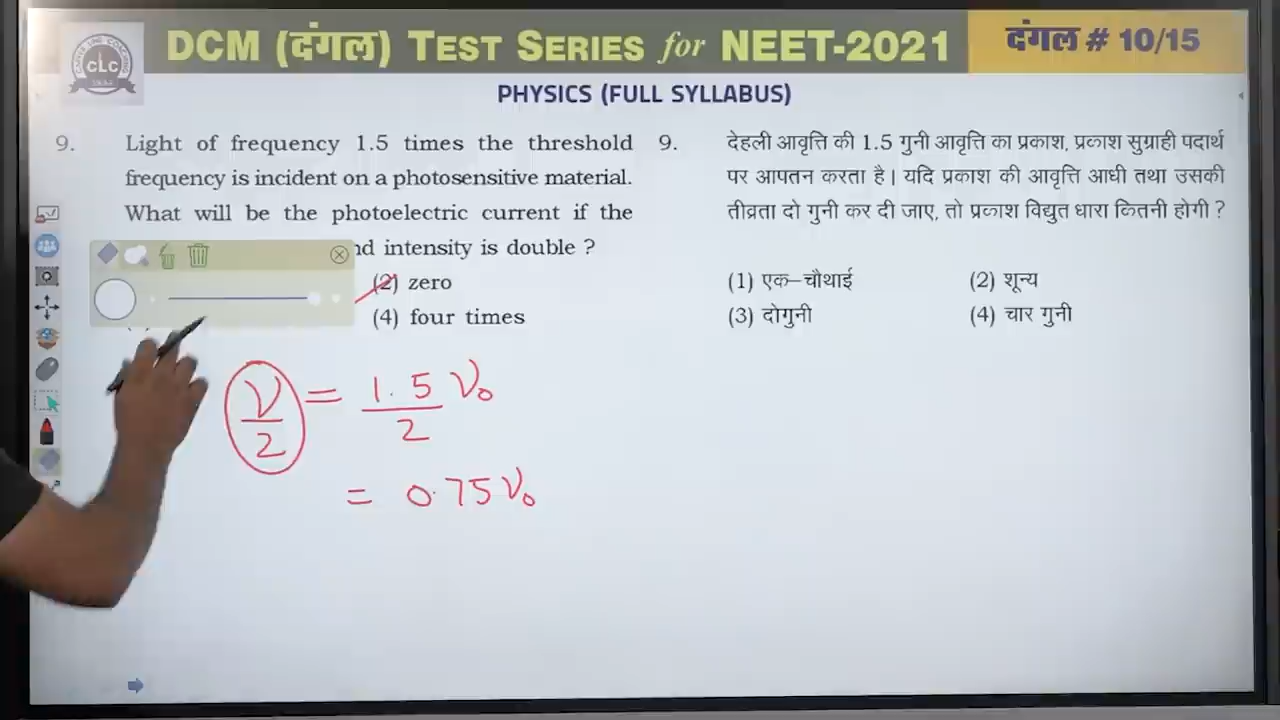 DCM (दंगल) TEST SERIES for NEET-2021
दंगल # 10/15
CLC
PHYSICS (FULL SYLLABUS)
9. Light of frequency 1.5 times the threshold
frequency is incident on a photosensitive material.
What will be the photoelectric current if the
nd intensity is double ?
(2) zero
(4) four times
9. देहली आवृत्ति की 1.5 गुनी आवृत्ति का प्रकाश, प्रकाश सुग्राही पदार्थ
पर आपतन करता है। यदि प्रकाश की आवृत्ति आधी तथा उसकी
तीव्रता दो गुनी कर दी जाए, तो प्रकाश विद्युत धारा कितनी होगी ?
(1) एक–चौथाई (2) शून्य
(3) दोगुनी (4) चार गुनी
ν/2 = 1.5/2 ν₀
= 0.75 ν₀